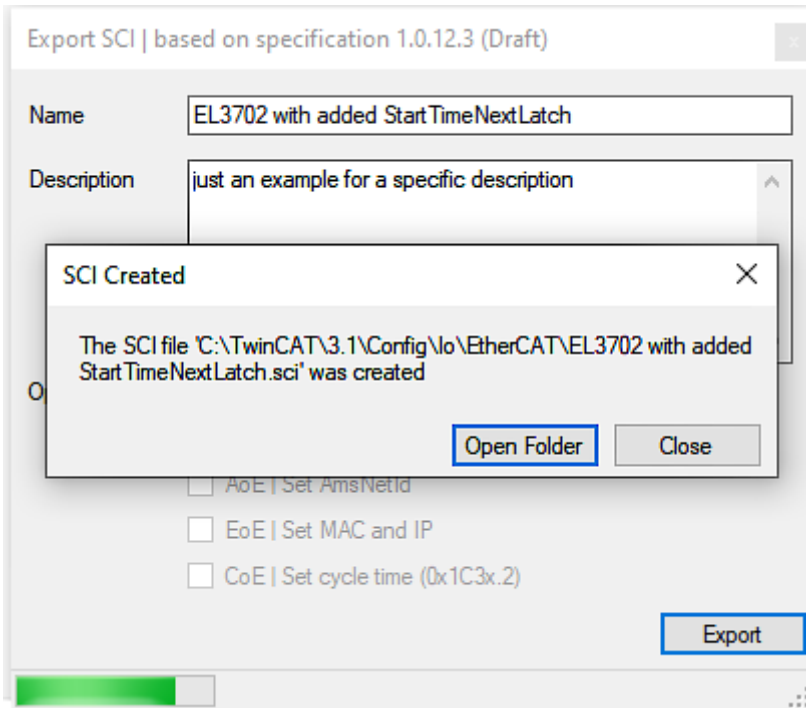 Export SCI | based on specification 1.0.12.3 (Draft)
x
Name
EL3702 with added StartTimeNextLatch
Description
just an example for a specific description
SCI Created
The SCI file 'C:\TwinCAT\3.1\Config\Io\EtherCAT\EL3702 with added
StartTimeNextLatch.sci' was created
Open Folder
Close
AoE | Set AmsNetId
EoE | Set MAC and IP
CoE | Set cycle time (0x1C3x.2)
Export